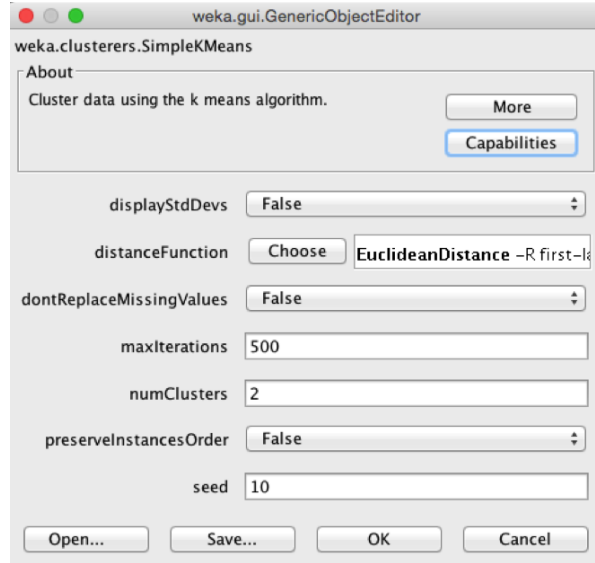 weka.gui.GenericObjectEditor
weka.clusterers.SimpleKMeans
About
Cluster data using the k means algorithm.
More
Capabilities
displayStdDevs False
distanceFunction Choose EuclideanDistance -R first-la
dontReplaceMissingValues False
maxIterations 500
numClusters 2
preserveInstancesOrder False
seed 10
Open... Save... OK Cancel